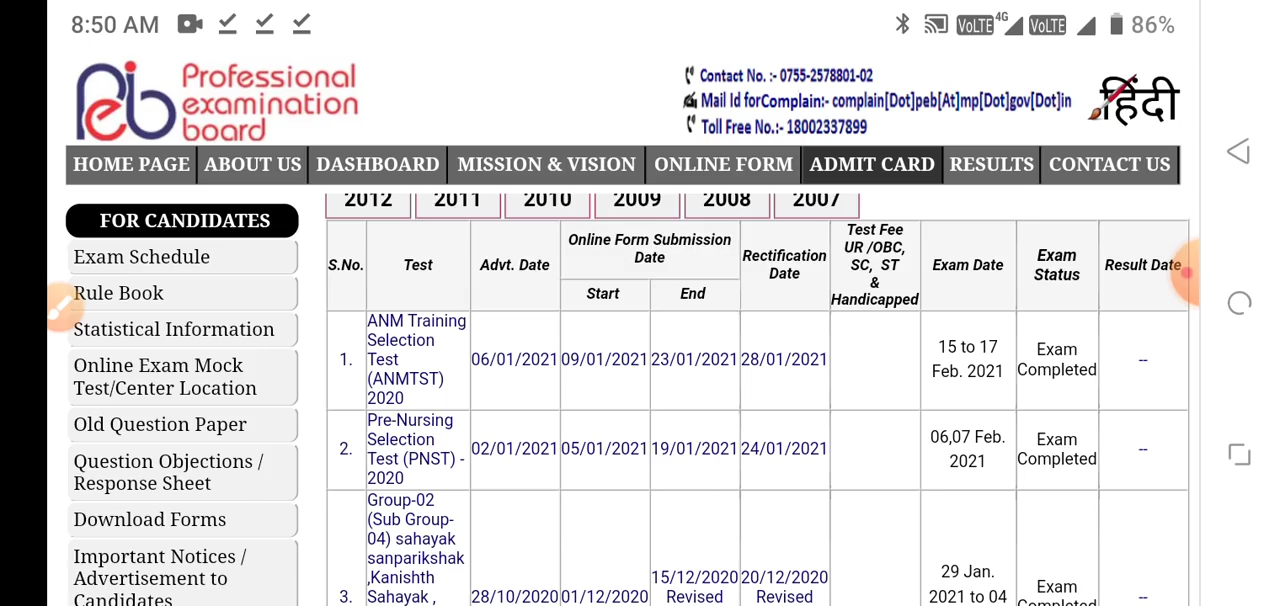 8:50 AM
VoLTE 4G VoLTE 86%
Peb Professional
examination
board
Contact No. :- 0755-2578801-02
Mail Id forComplain:- complain[Dot]peb[At]mp[Dot]gov[Dot]in
Toll Free No.:- 18002337899
हिंदी
HOME PAGE ABOUT US DASHBOARD MISSION & VISION ONLINE FORM ADMIT CARD RESULTS CONTACT US
FOR CANDIDATES
Exam Schedule
Rule Book
Statistical Information
Online Exam Mock
Test/Center Location
Old Question Paper
Question Objections /
Response Sheet
Download Forms
Important Notices /
Advertisement to
Candidates
2012 2011 2010 2009 2008 2007
S.No.
Test
Advt. Date
Online Form Submission
Date
Start
End
Rectification
Date
Test Fee
UR /OBC,
SC, ST
&
Handicapped
Exam Date
Exam
Status
Result Date
1.
ANM Training
Selection
Test
(ANMTST)
2020
06/01/2021
09/01/2021
23/01/2021
28/01/2021
15 to 17
Feb. 2021
Exam
Completed
--
2.
Pre-Nursing
Selection
Test (PNST) -
2020
02/01/2021
05/01/2021
19/01/2021
24/01/2021
06,07 Feb.
2021
Exam
Completed
--
3.
Group-02
(Sub Group-
04) sahayak
sanparikshak
,Kanishth
Sahayak ,
28/10/2020
01/12/2020
15/12/2020
Revised
20/12/2020
Revised
29 Jan.
2021 to 04
Exam
Completed
--